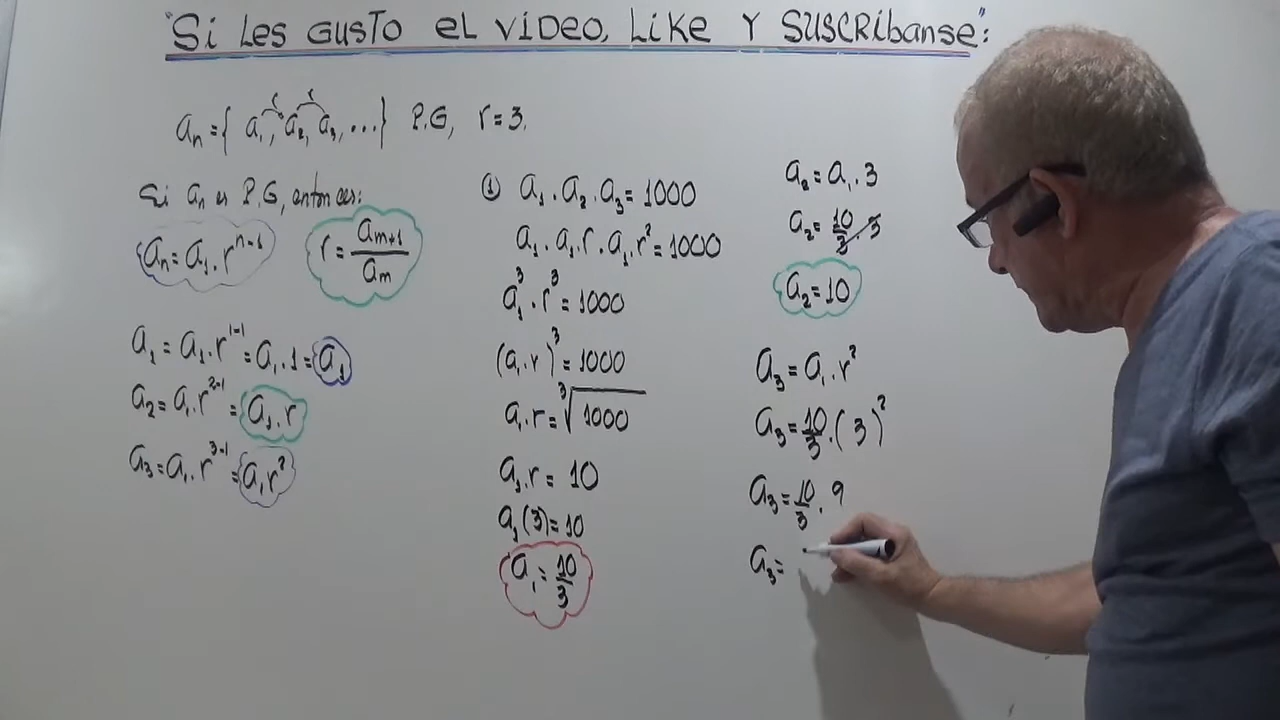 "Si Les Gusto el Video, Like Y Suscribanse":
r r
aₙ = { a₁, a₂, a₃, ...} P.G, r = 3.
Si aₙ es P.G, entonces:
aₙ = a₁ . rⁿ⁻¹
r = aₘ₊₁ / aₘ
a₁ = a₁ . r¹⁻¹ = a₁ . 1 = a₁
a₂ = a₁ . r²⁻¹ = a₁ . r
a₃ = a₁ . r³⁻¹ = a₁ r²
① a₁ . a₂ . a₃ = 1000
a₁ . a₁ . r . a₁ . r² = 1000
a₁³ . r³ = 1000
(a₁ . r)³ = 1000
a₁ . r = ³√1000
a₁ . r = 10
a₁ (3) = 10
a₁ = 10/3
a₂ = a₁ . 3
a₂ = 10/3 . 3
a₂ = 10
a₃ = a₁ . r²
a₃ = 10/3 . (3)²
a₃ = 10/3 . 9
a₃ =